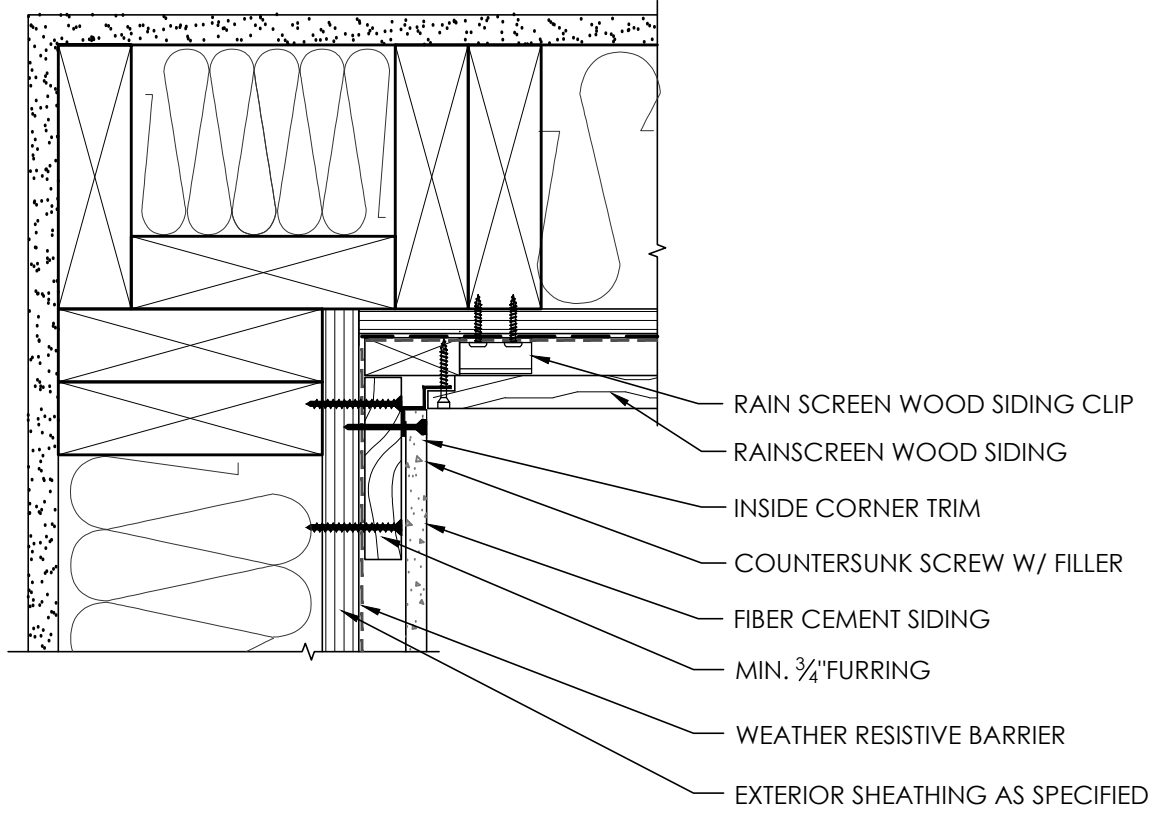 RAIN SCREEN WOOD SIDING CLIP
RAINSCREEN WOOD SIDING
INSIDE CORNER TRIM
COUNTERSUNK SCREW W/ FILLER
FIBER CEMENT SIDING
MIN. ¾"FURRING
WEATHER RESISTIVE BARRIER
EXTERIOR SHEATHING AS SPECIFIED